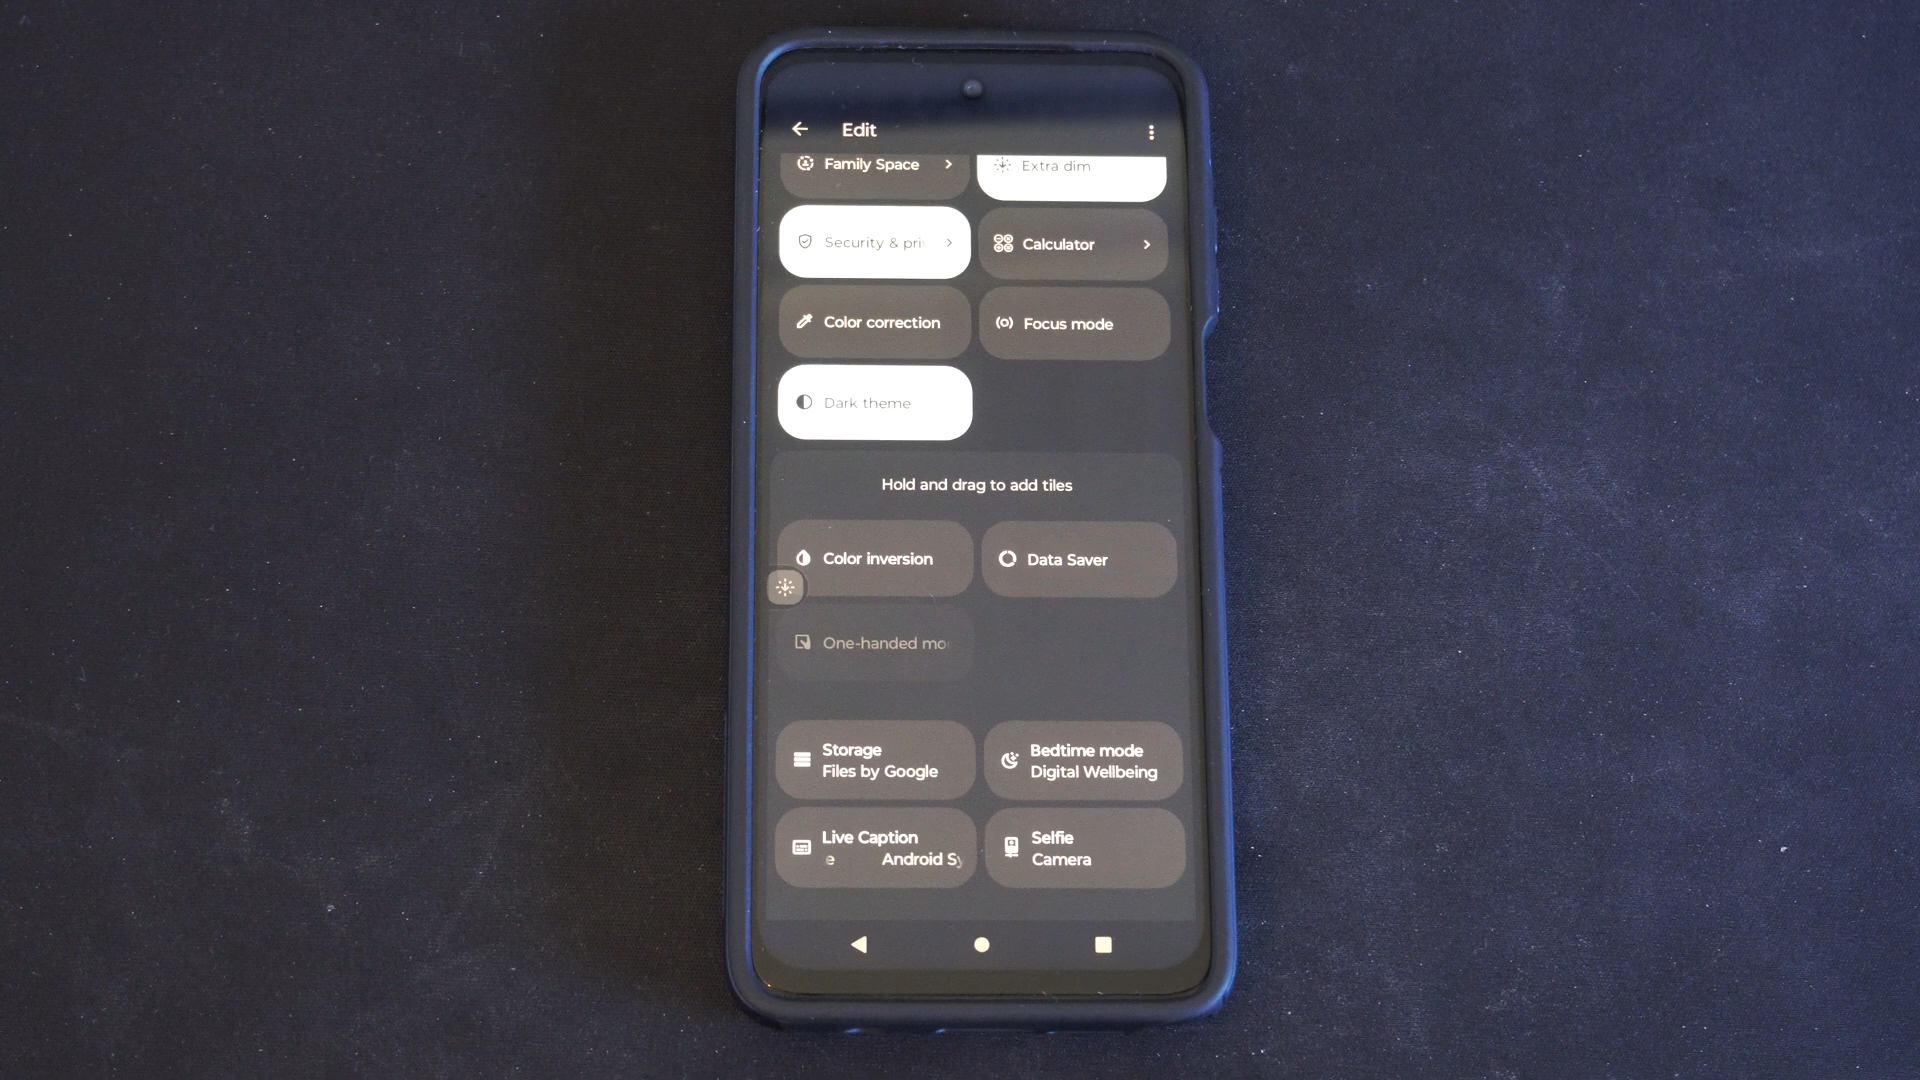 Edit
Family Space
Extra dim
Security & pri
Calculator
Color correction
Focus mode
Dark theme
Hold and drag to add tiles
Color inversion
Data Saver
One-handed mo
Storage
Files by Google
Bedtime mode
Digital Wellbeing
Live Caption
e Android Sy
Selfie
Camera